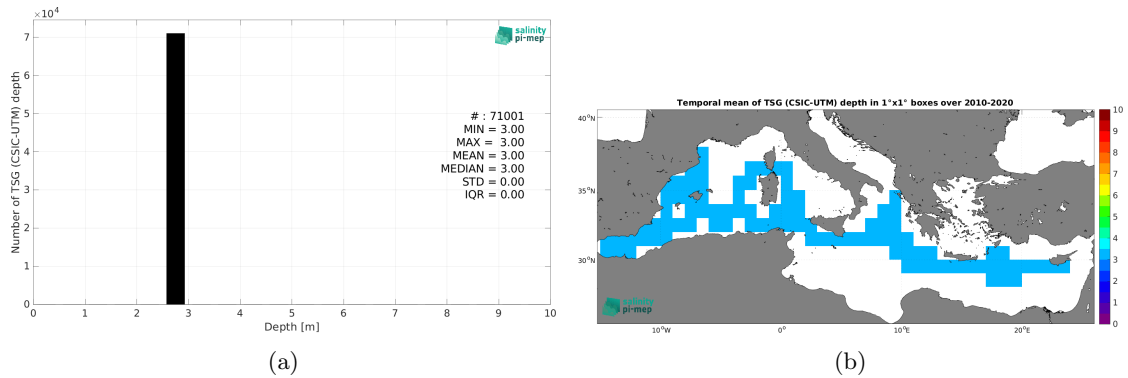 ×10⁴
7
6
5
4
3
2
1
0
Number of TSG (CSIC-UTM) depth
0 1 2 3 4 5 6 7 8 9 10
Depth [m]
salinity
pi-mep
# : 71001
MIN = 3.00
MAX = 3.00
MEAN = 3.00
MEDIAN = 3.00
STD = 0.00
IQR = 0.00
(a)
Temporal mean of TSG (CSIC-UTM) depth in 1°x1° boxes over 2010-2020
40°N
35°N
30°N
10°W 0° 10°E 20°E
salinity
pi-mep
10
9
8
7
6
5
4
3
2
1
0
(b)